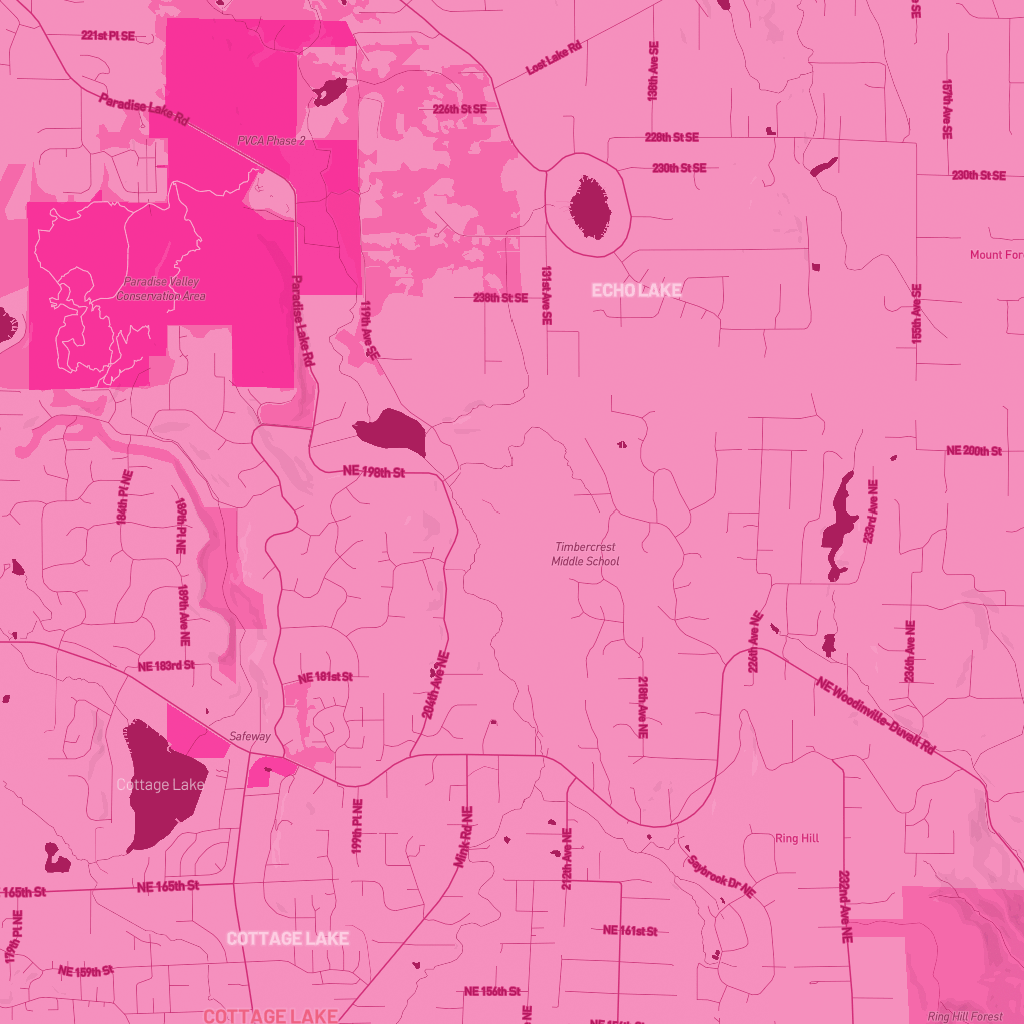 221st Pl SE
Lost Lake Rd
138th Ave SE
SE
157th Ave SE
Paradise Lake Rd
226th St SE
PVCA Phase 2
228th St SE
230th St SE
230th St SE
Mount For
Paradise Valley
Conservation Area
Paradise Lake Rd
119th Ave SE
238th St SE
131st Ave SE
ECHO LAKE
155th Ave SE
NE 198th St
NE 200th St
184th Pl NE
189th Pl NE
233rd Ave NE
Timbercrest
Middle School
189th Ave NE
NE 183rd St
NE 181st St
204th Ave NE
218th Ave NE
226th Ave NE
236th Ave NE
NE Woodinville-Duvall Rd
Safeway
Cottage Lake
199th Pl NE
Mink Rd NE
212th Ave NE
Ring Hill
Saybrook Dr NE
232nd Ave NE
165th St
NE 165th St
179th Pl NE
COTTAGE LAKE
NE 161st St
NE 159th St
NE 156th St
NE
COTTAGE LAKE
Ring Hill Forest